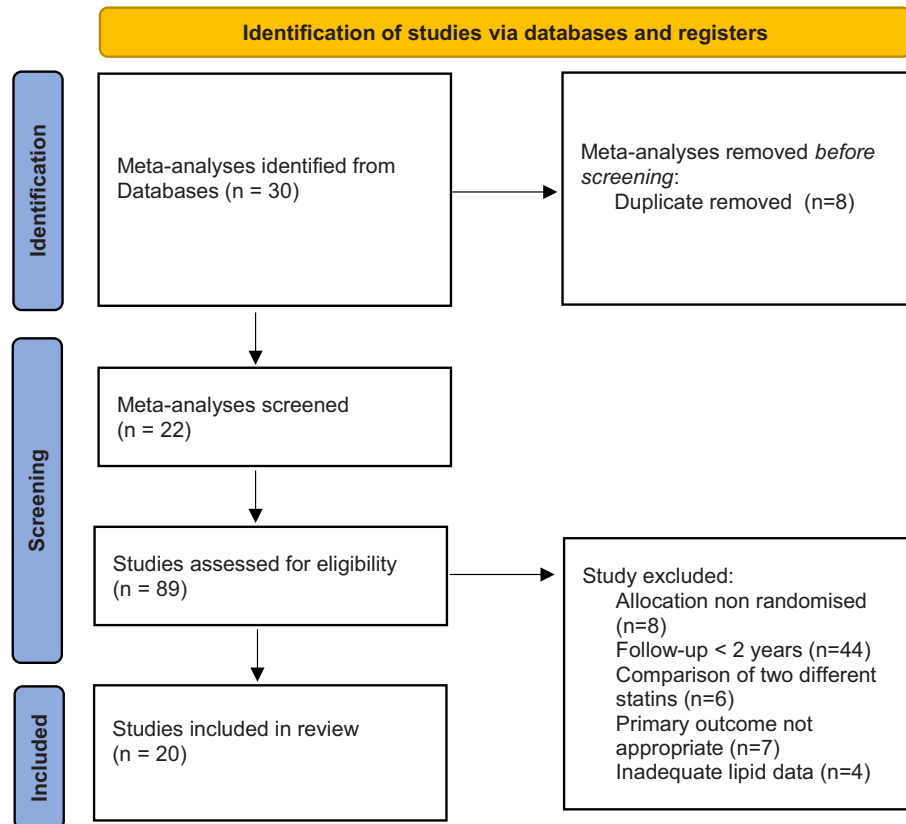 Identification of studies via databases and registers
Identification
Meta-analyses identified from
Databases (n = 30)
Meta-analyses removed before
screening:
Duplicate removed  (n=8)
Screening
Meta-analyses screened
(n = 22)
Studies assessed for eligibility
(n = 89)
Study excluded:
Allocation non randomised
(n=8)
Follow-up < 2 years (n=44)
Comparison of two different
statins (n=6)
Primary outcome not
appropriate (n=7)
Inadequate lipid data (n=4)
Included
Studies included in review
(n = 20)